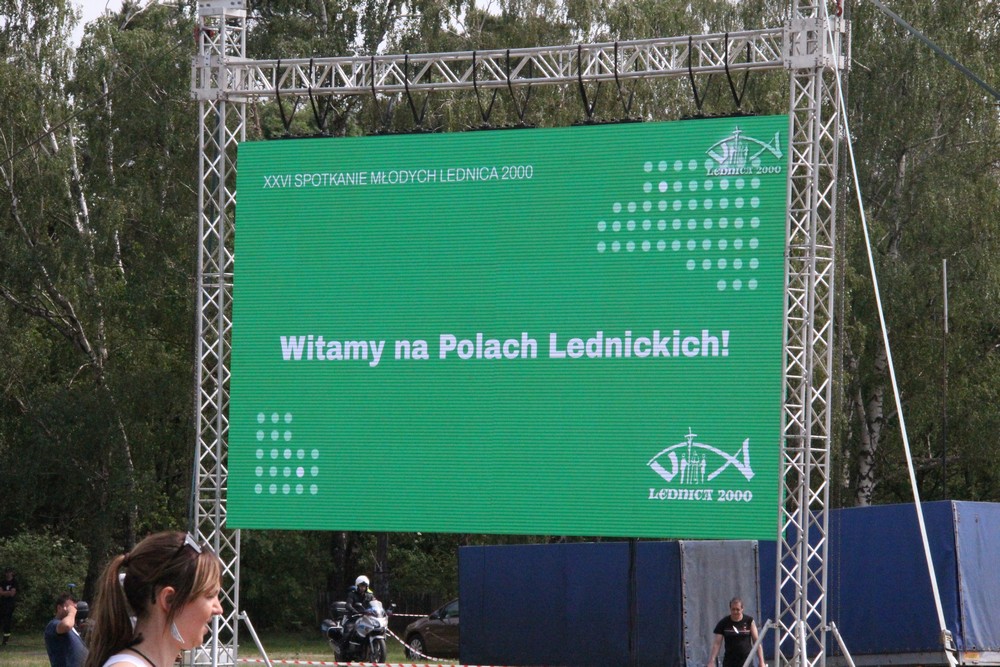 LEDNICA 2000
XXVI SPOTKANIE MŁODYCH LEDNICA 2000
Witamy na Polach Lednickich!
LEDNICA 2000